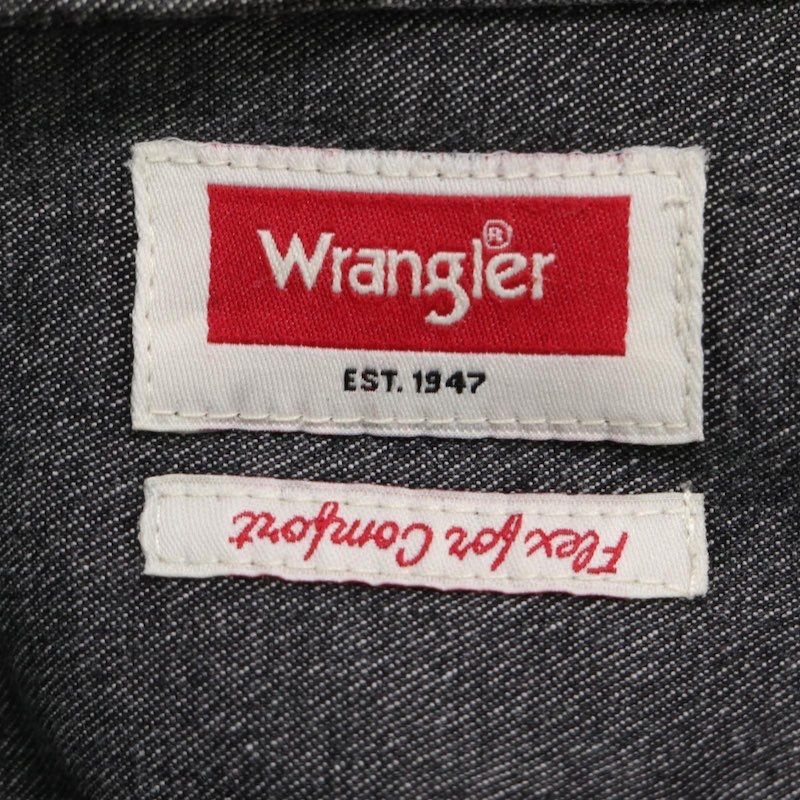 Wrangler®
EST. 1947
Flex for Comfort